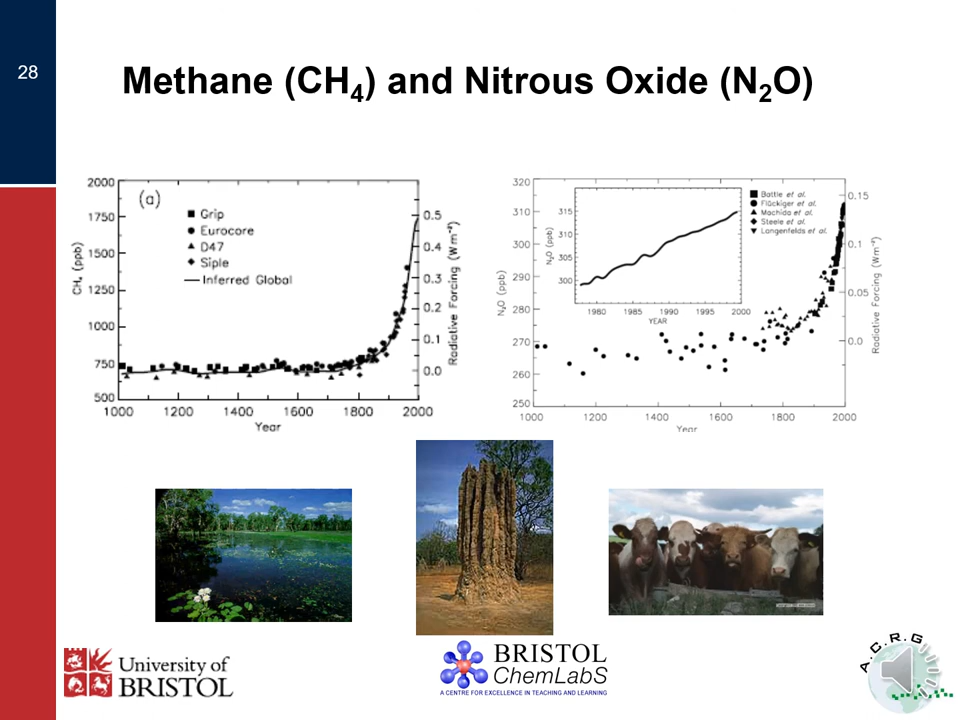 28
Methane (CH4) and Nitrous Oxide (N2O)
(a)
2000
1750
1500
1250
1000
750
500
CH4 (ppb)
Grip
Eurocore
D47
Siple
Inferred Global
0.5
0.4
0.3
0.2
0.1
0.0
Radiative Forcing (Wm⁻²)
1000 1200 1400 1600 1800 2000
Year
320
310
300
290
280
270
260
250
N2O (ppb)
315
310
305
300
N2O (ppb)
1980 1985 1990 1995 2000
YEAR
Battle et al.
Flückiger et al.
Machida et al.
Steele et al.
Langenfelds et al.
0.15
0.1
0.05
0.0
Radiative Forcing (Wm⁻²)
1000 1200 1400 1600 1800 2000
Year
University of
BRISTOL
BRISTOL
ChemLabS
A CENTRE FOR EXCELLENCE IN TEACHING AND LEARNING
A.C.R.G